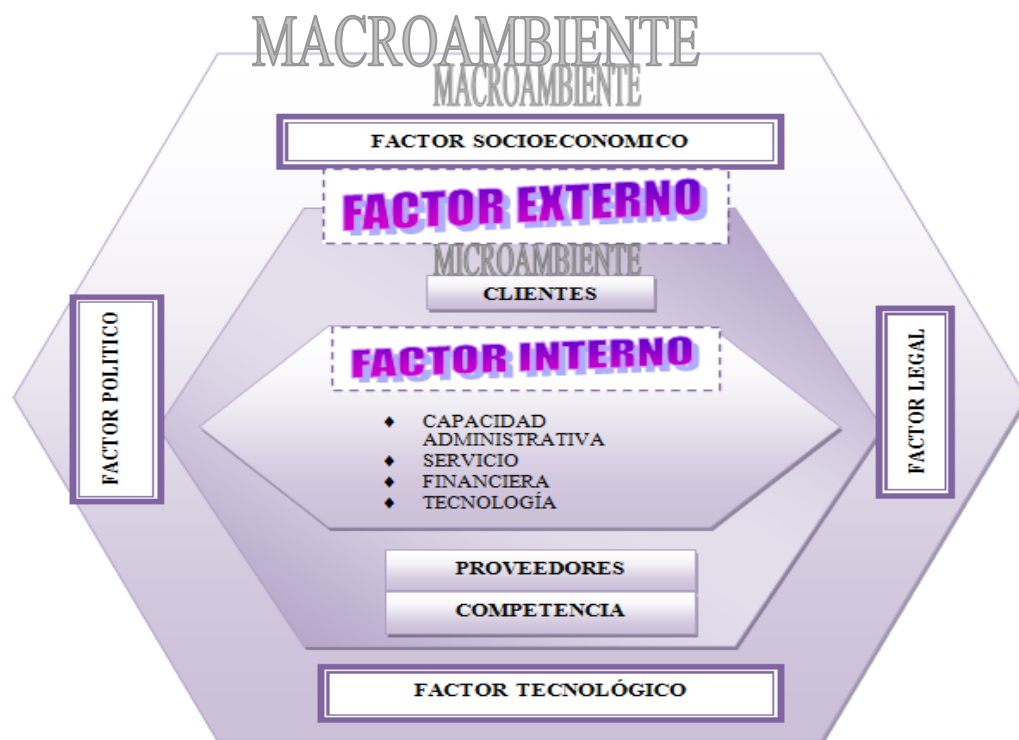 MACROAMBIENTE
MACROAMBIENTE
FACTOR SOCIOECONOMICO
FACTOR EXTERNO
MICROAMBIENTE
CLIENTES
FACTOR POLITICO
FACTOR INTERNO
♦ CAPACIDAD
ADMINISTRATIVA
♦ SERVICIO
♦ FINANCIERA
♦ TECNOLOGÍA
FACTOR LEGAL
PROVEEDORES
COMPETENCIA
FACTOR TECNOLÓGICO